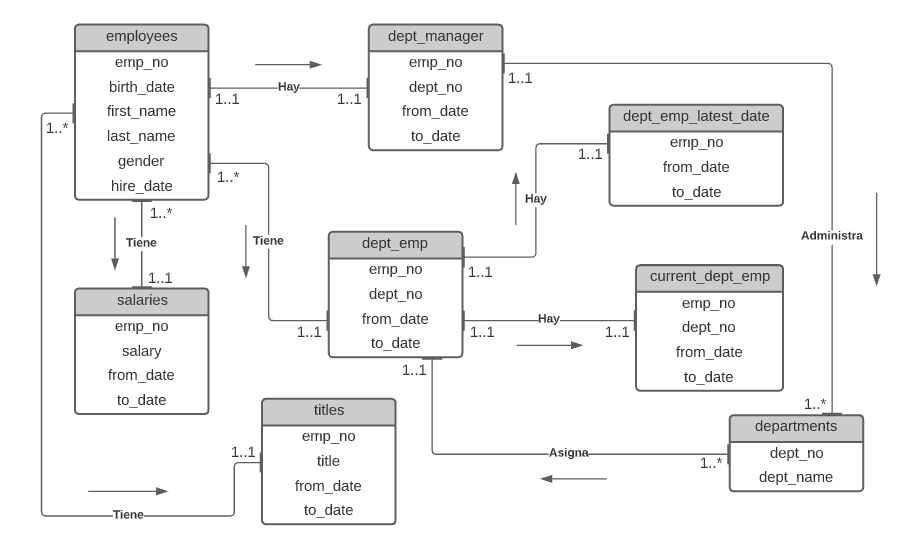 employees
emp_no
birth_date
first_name
last_name
gender
hire_date
dept_manager
emp_no
dept_no
from_date
to_date
dept_emp_latest_date
emp_no
from_date
to_date
dept_emp
emp_no
dept_no
from_date
to_date
current_dept_emp
emp_no
dept_no
from_date
to_date
salaries
emp_no
salary
from_date
to_date
titles
emp_no
title
from_date
to_date
departments
dept_no
dept_name
Hay
1..1
1..1
1..1
Administra
1..*
1..*
Tiene
1..1
1..*
Tiene
1..1
1..*
Tiene
1..1
Hay
1..1
1..1
Hay
1..1
1..1
1..1
Asigna
1..*